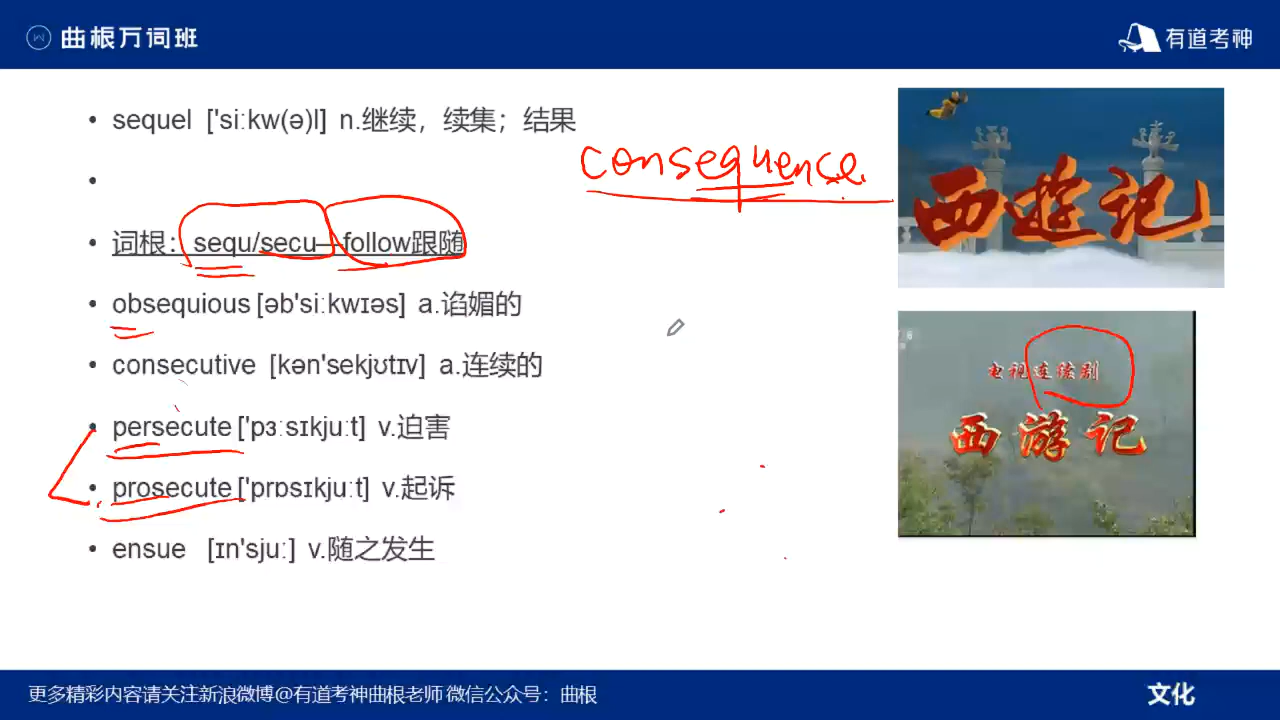 曲根万词班
有道考神
sequel ['siːkw(ə)l] n.继续，续集；结果
consequence
词根：sequ/secu—follow跟随
obsequious [əb'siːkwɪəs] a.谄媚的
consecutive [kən'sekjʊtɪv] a.连续的
persecute ['pɜːsɪkjuːt] v.迫害
prosecute ['prɒsɪkjuːt] v.起诉
ensue [ɪn'sjuː] v.随之发生
西游记
电视连续剧
西游记
更多精彩内容请关注新浪微博@有道考神曲根老师 微信公众号：曲根
文化